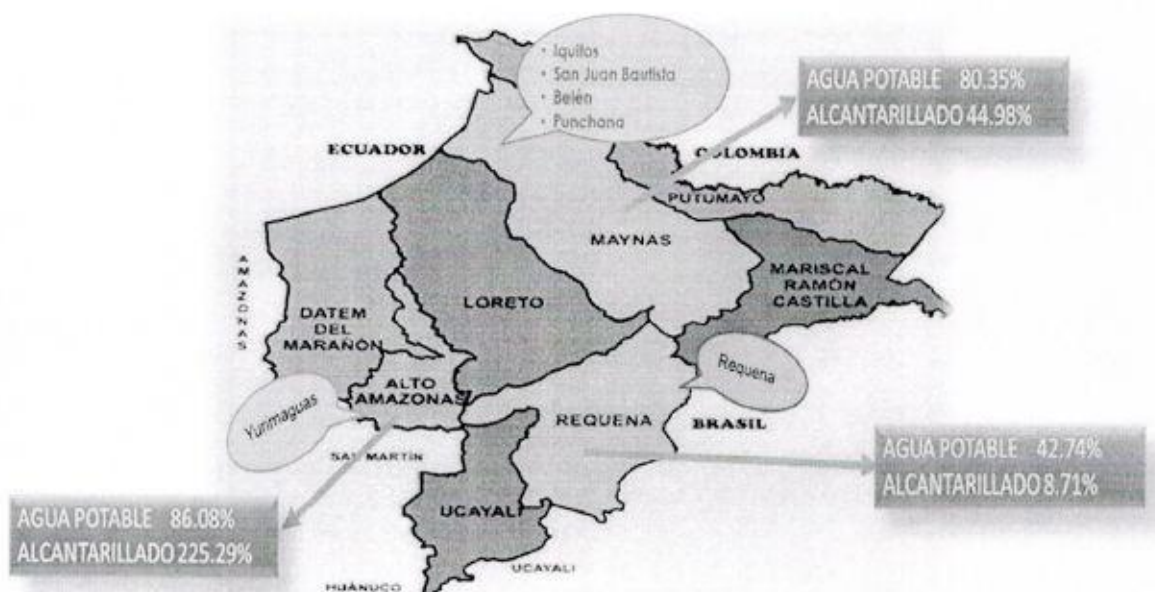 · Iquitos
· San Juan Bautista
· Belén
· Punchana
AGUA POTABLE 80.35%
ALCANTARILLADO 44.98%
ECUADOR
COLOMBIA
PUTUMAYO
MAYNAS
AMAZONAS
MARISCAL
RAMÓN
CASTILLA
LORETO
DATEM
DEL
MARAÑÓN
Requena
ALTO
AMAZONAS
Yurimaguas
REQUENA
BRASIL
SAN MARTÍN
AGUA POTABLE 42.74%
ALCANTARILLADO 8.71%
UCAYALI
AGUA POTABLE 86.08%
ALCANTARILLADO 225.29%
UCAYALI
HUÁNUCO